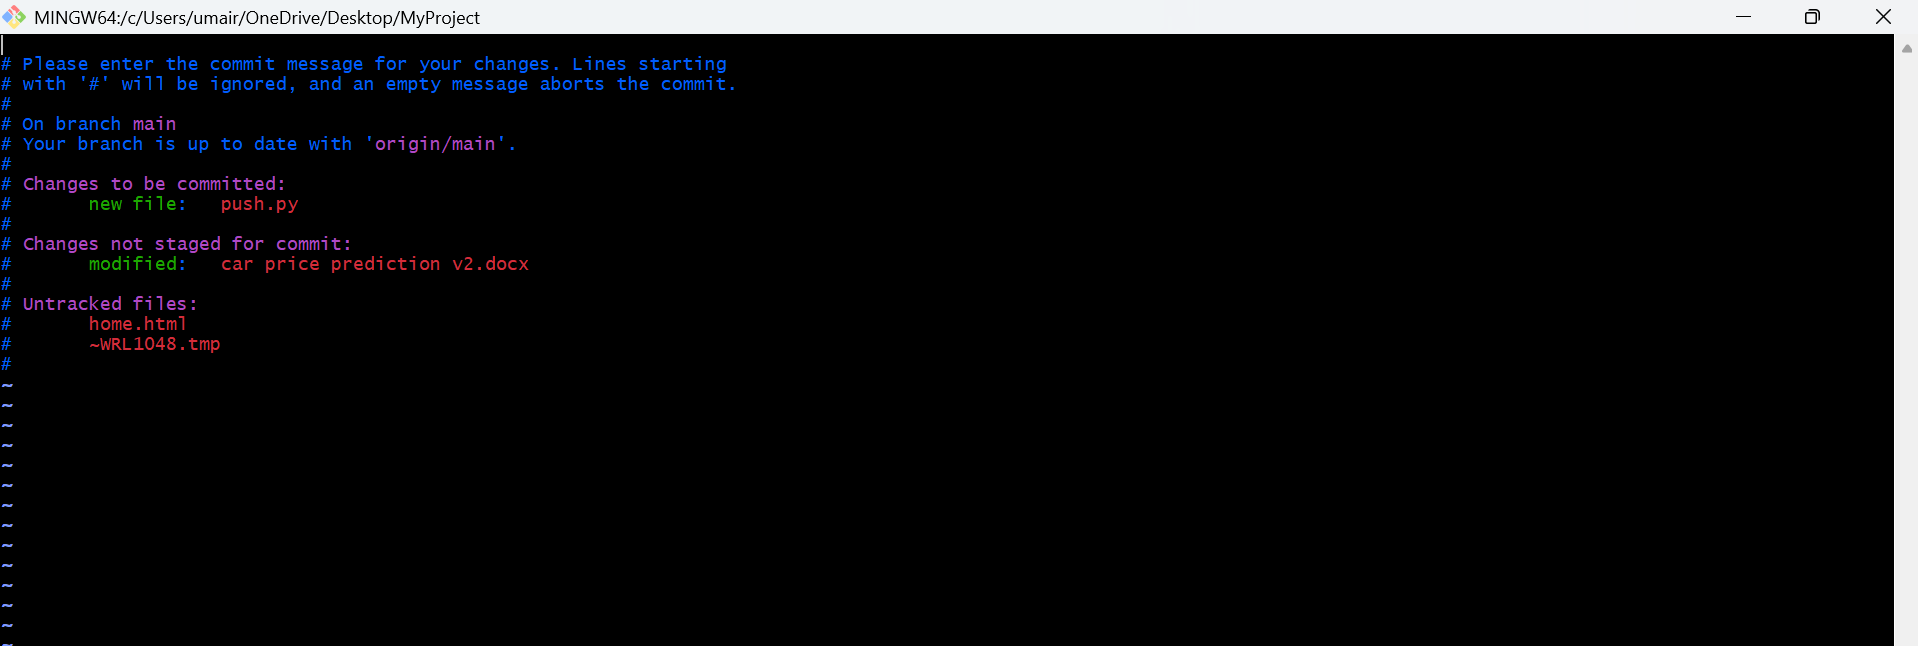 MINGW64:/c/Users/umair/OneDrive/Desktop/MyProject
# Please enter the commit message for your changes. Lines starting
# with '#' will be ignored, and an empty message aborts the commit.
#
# On branch main
# Your branch is up to date with 'origin/main'.
#
# Changes to be committed:
#       new file:   push.py
#
# Changes not staged for commit:
#       modified:   car price prediction v2.docx
#
# Untracked files:
#       home.html
#       ~WRL1048.tmp
#
~
~
~
~
~
~
~
~
~
~
~
~
~
~